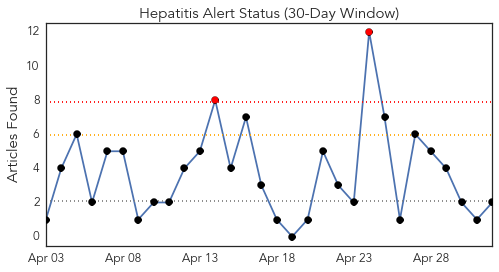 Hepatitis Alert Status (30-Day Window)
Articles Found
12
10
8
6
4
2
0
Apr 03 Apr 08 Apr 13 Apr 18 Apr 23 Apr 28